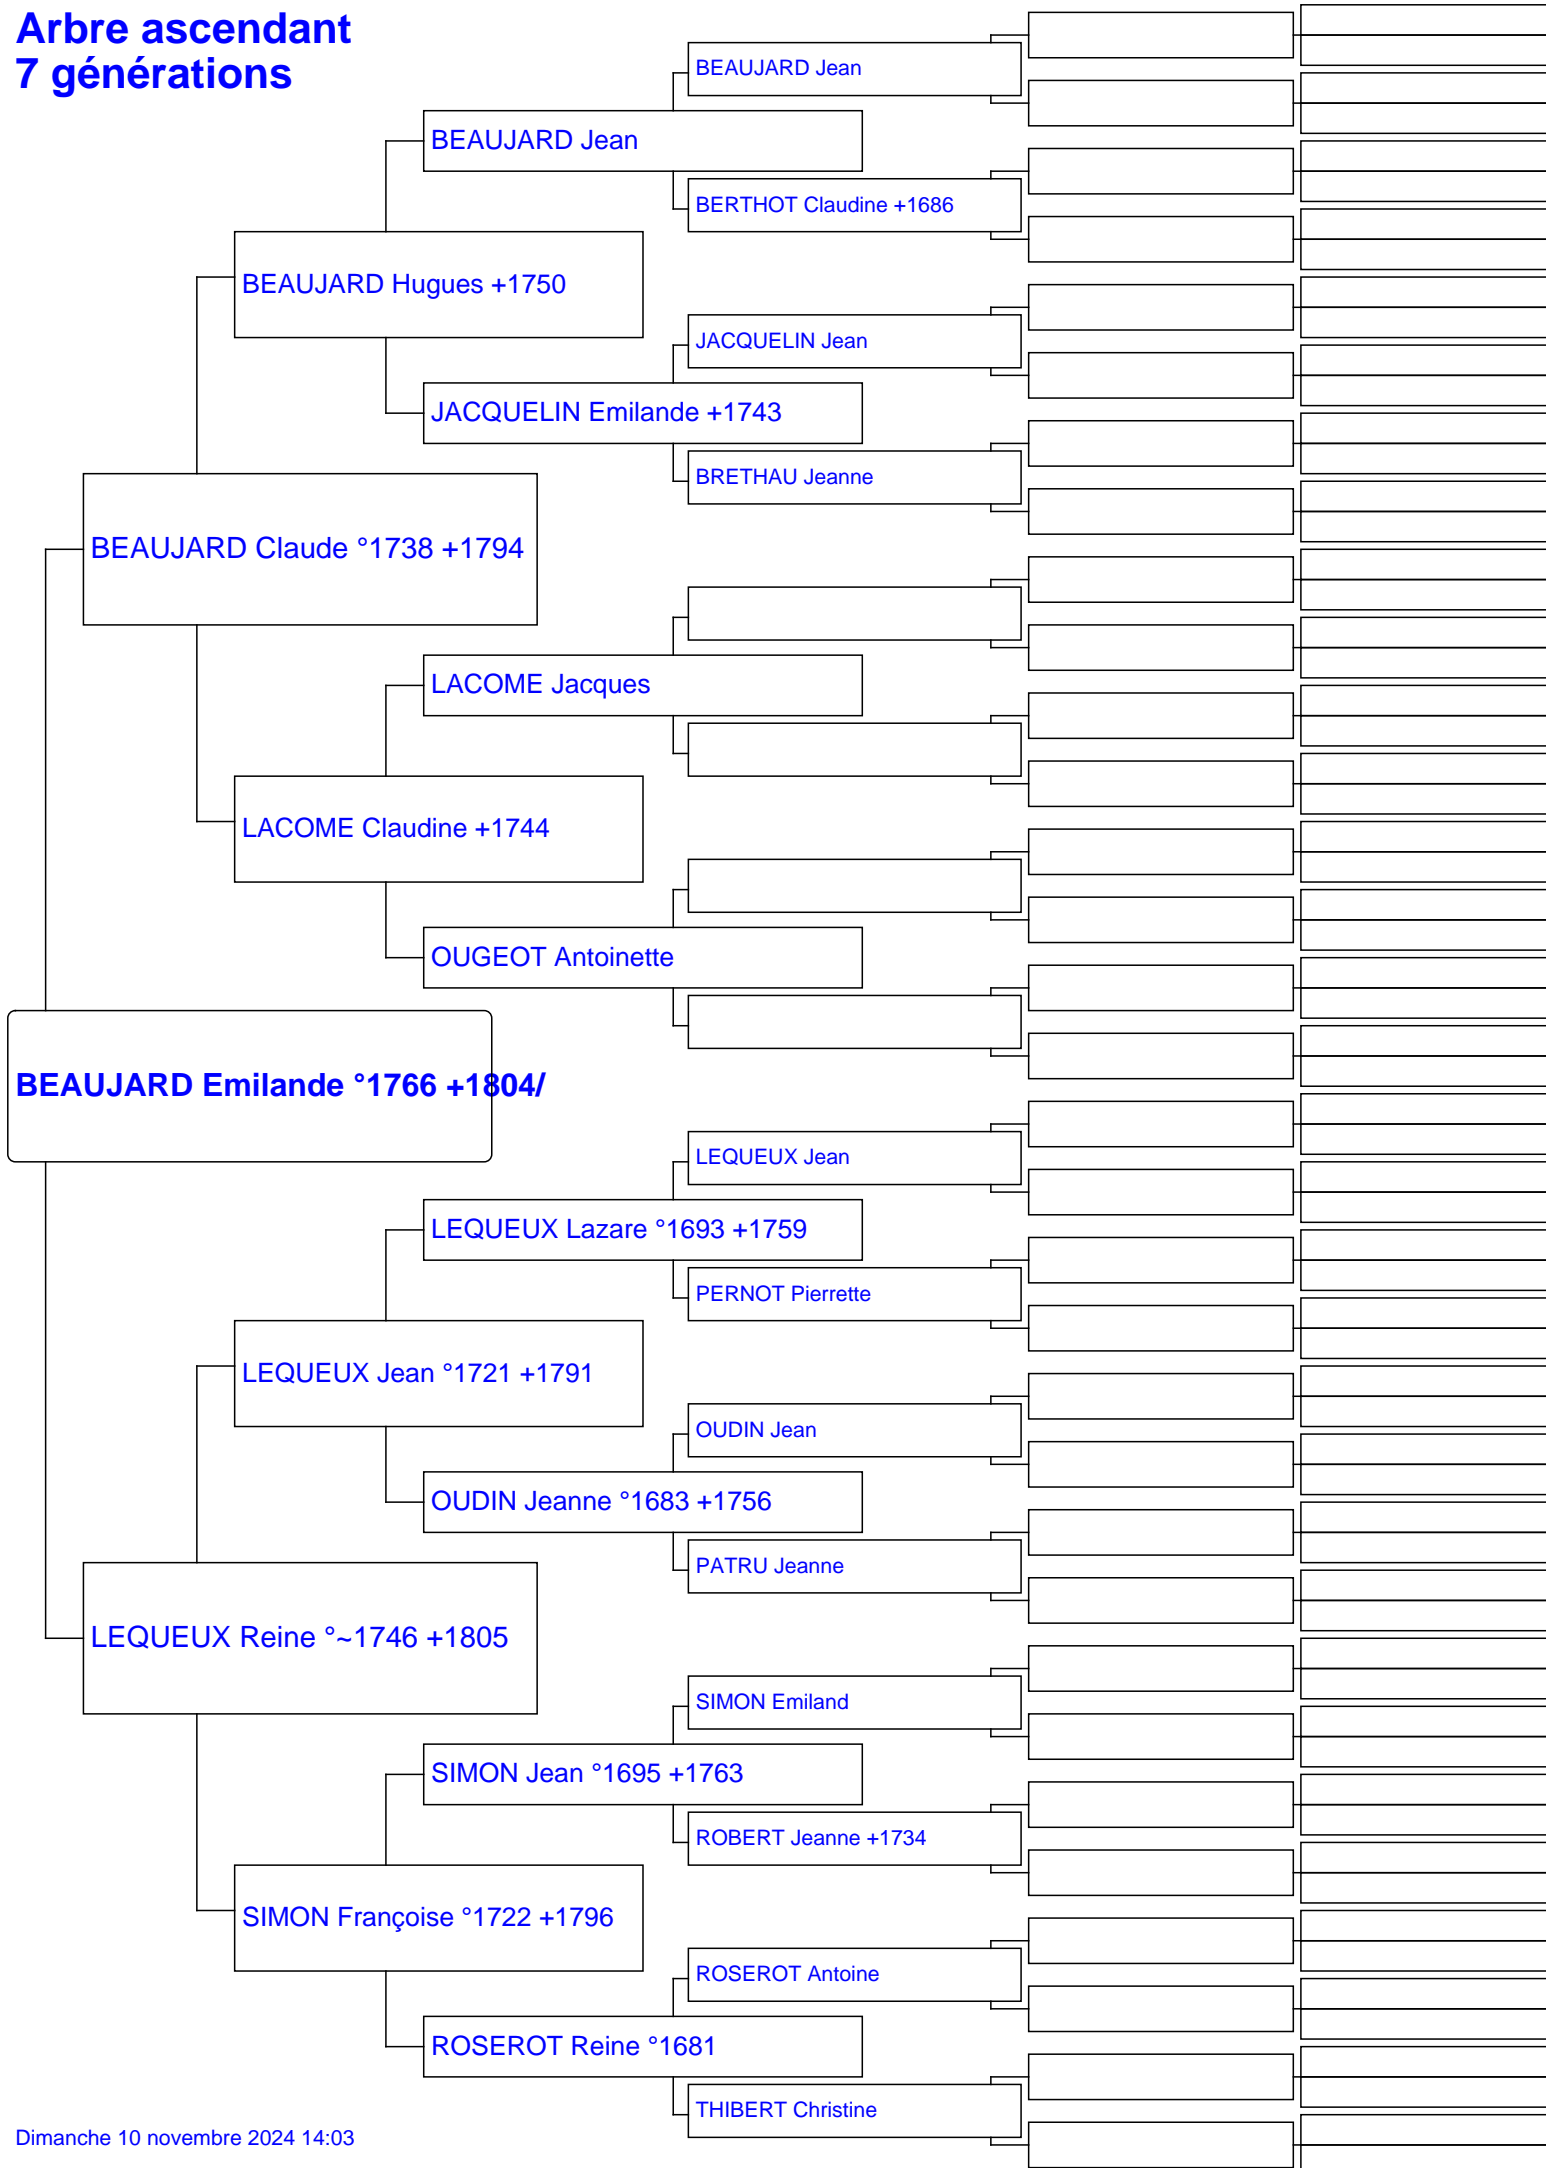 Arbre ascendant
7 générations
BEAUJARD Jean
BEAUJARD Jean
BERTHOT Claudine +1686
BEAUJARD Hugues +1750
JACQUELIN Jean
JACQUELIN Emilande +1743
BRETHAU Jeanne
BEAUJARD Claude °1738 +1794
LACOME Jacques
LACOME Claudine +1744
OUGEOT Antoinette
BEAUJARD Emilande °1766 +1804/
LEQUEUX Jean
LEQUEUX Lazare °1693 +1759
PERNOT Pierrette
LEQUEUX Jean °1721 +1791
OUDIN Jean
OUDIN Jeanne °1683 +1756
PATRU Jeanne
LEQUEUX Reine °~1746 +1805
SIMON Emiland
SIMON Jean °1695 +1763
ROBERT Jeanne +1734
SIMON Françoise °1722 +1796
ROSEROT Antoine
ROSEROT Reine °1681
THIBERT Christine
Dimanche 10 novembre 2024 14:03